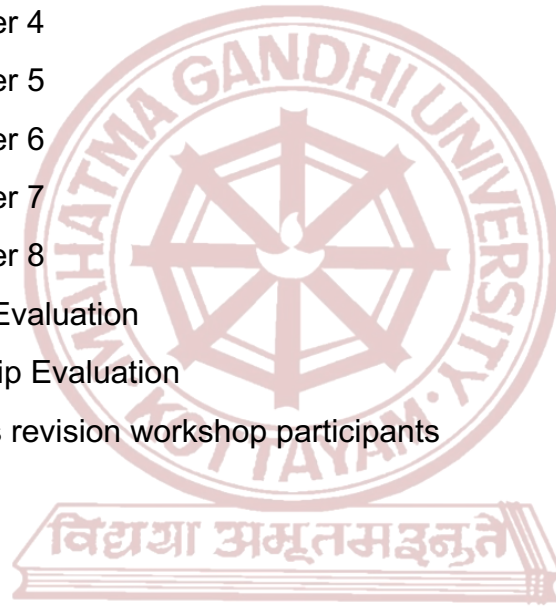 er 4
er 5
er 6
er 7
er 8
Evaluation
ip Evaluation
s revision workshop participants
MAHATMA GANDHI UNIVERSITY
KOTTAYAM
विद्यया अमृतमश्नुते